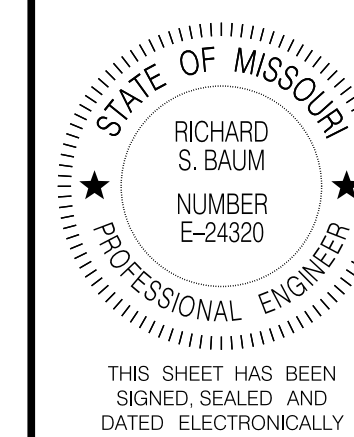 STATE OF MISSOURI
RICHARD
S. BAUM
NUMBER
E–24320
PROFESSIONAL ENGINEER
THIS SHEET HAS BEEN
SIGNED, SEALED AND
DATED ELECTRONICALLY